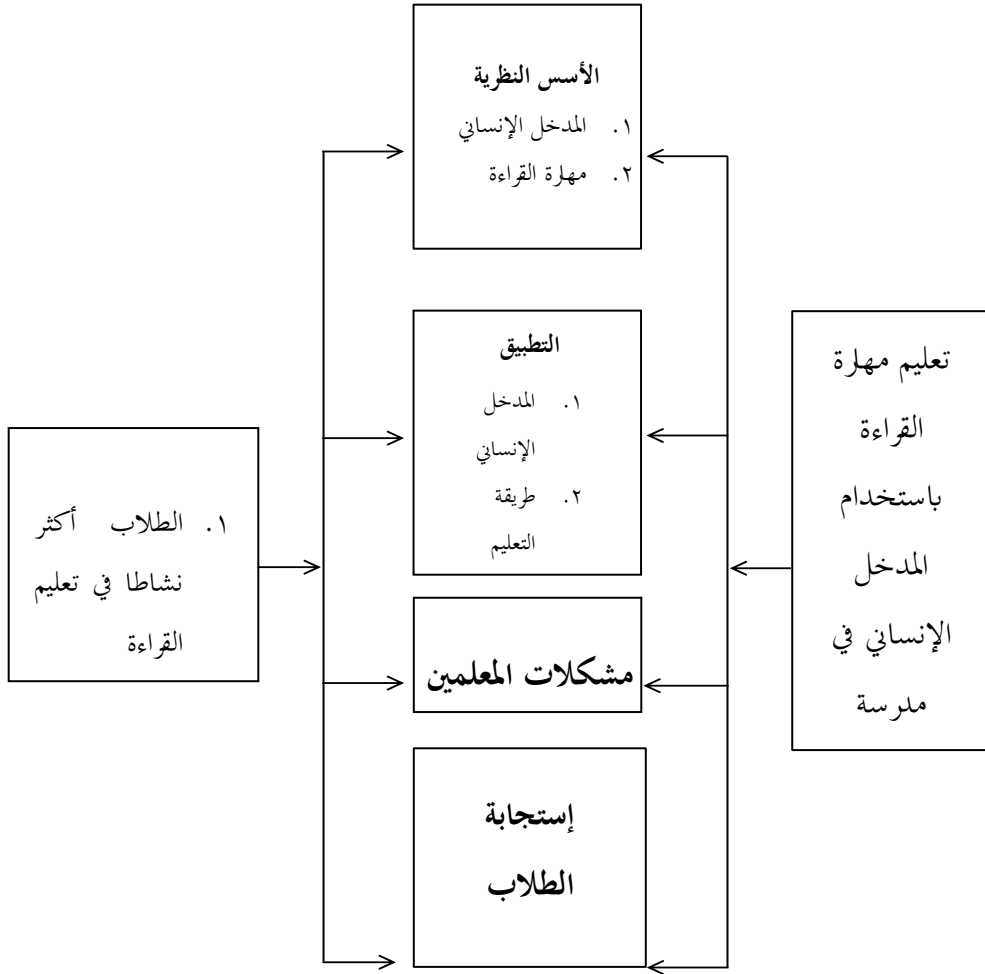 الأسس النظرية
١. المدخل الإنساني
٢. مهارة القراءة
التطبيق
١. المدخل
الإنساني
٢. طريقة
التعليم
مشكلات المعلمين
إستجابة
الطلاب
تعليم مهارة
القراءة
باستخدام
المدخل
الإنساني في
مدرسة
١. الطلاب أكثر
نشاطا في تعليم
القراءة